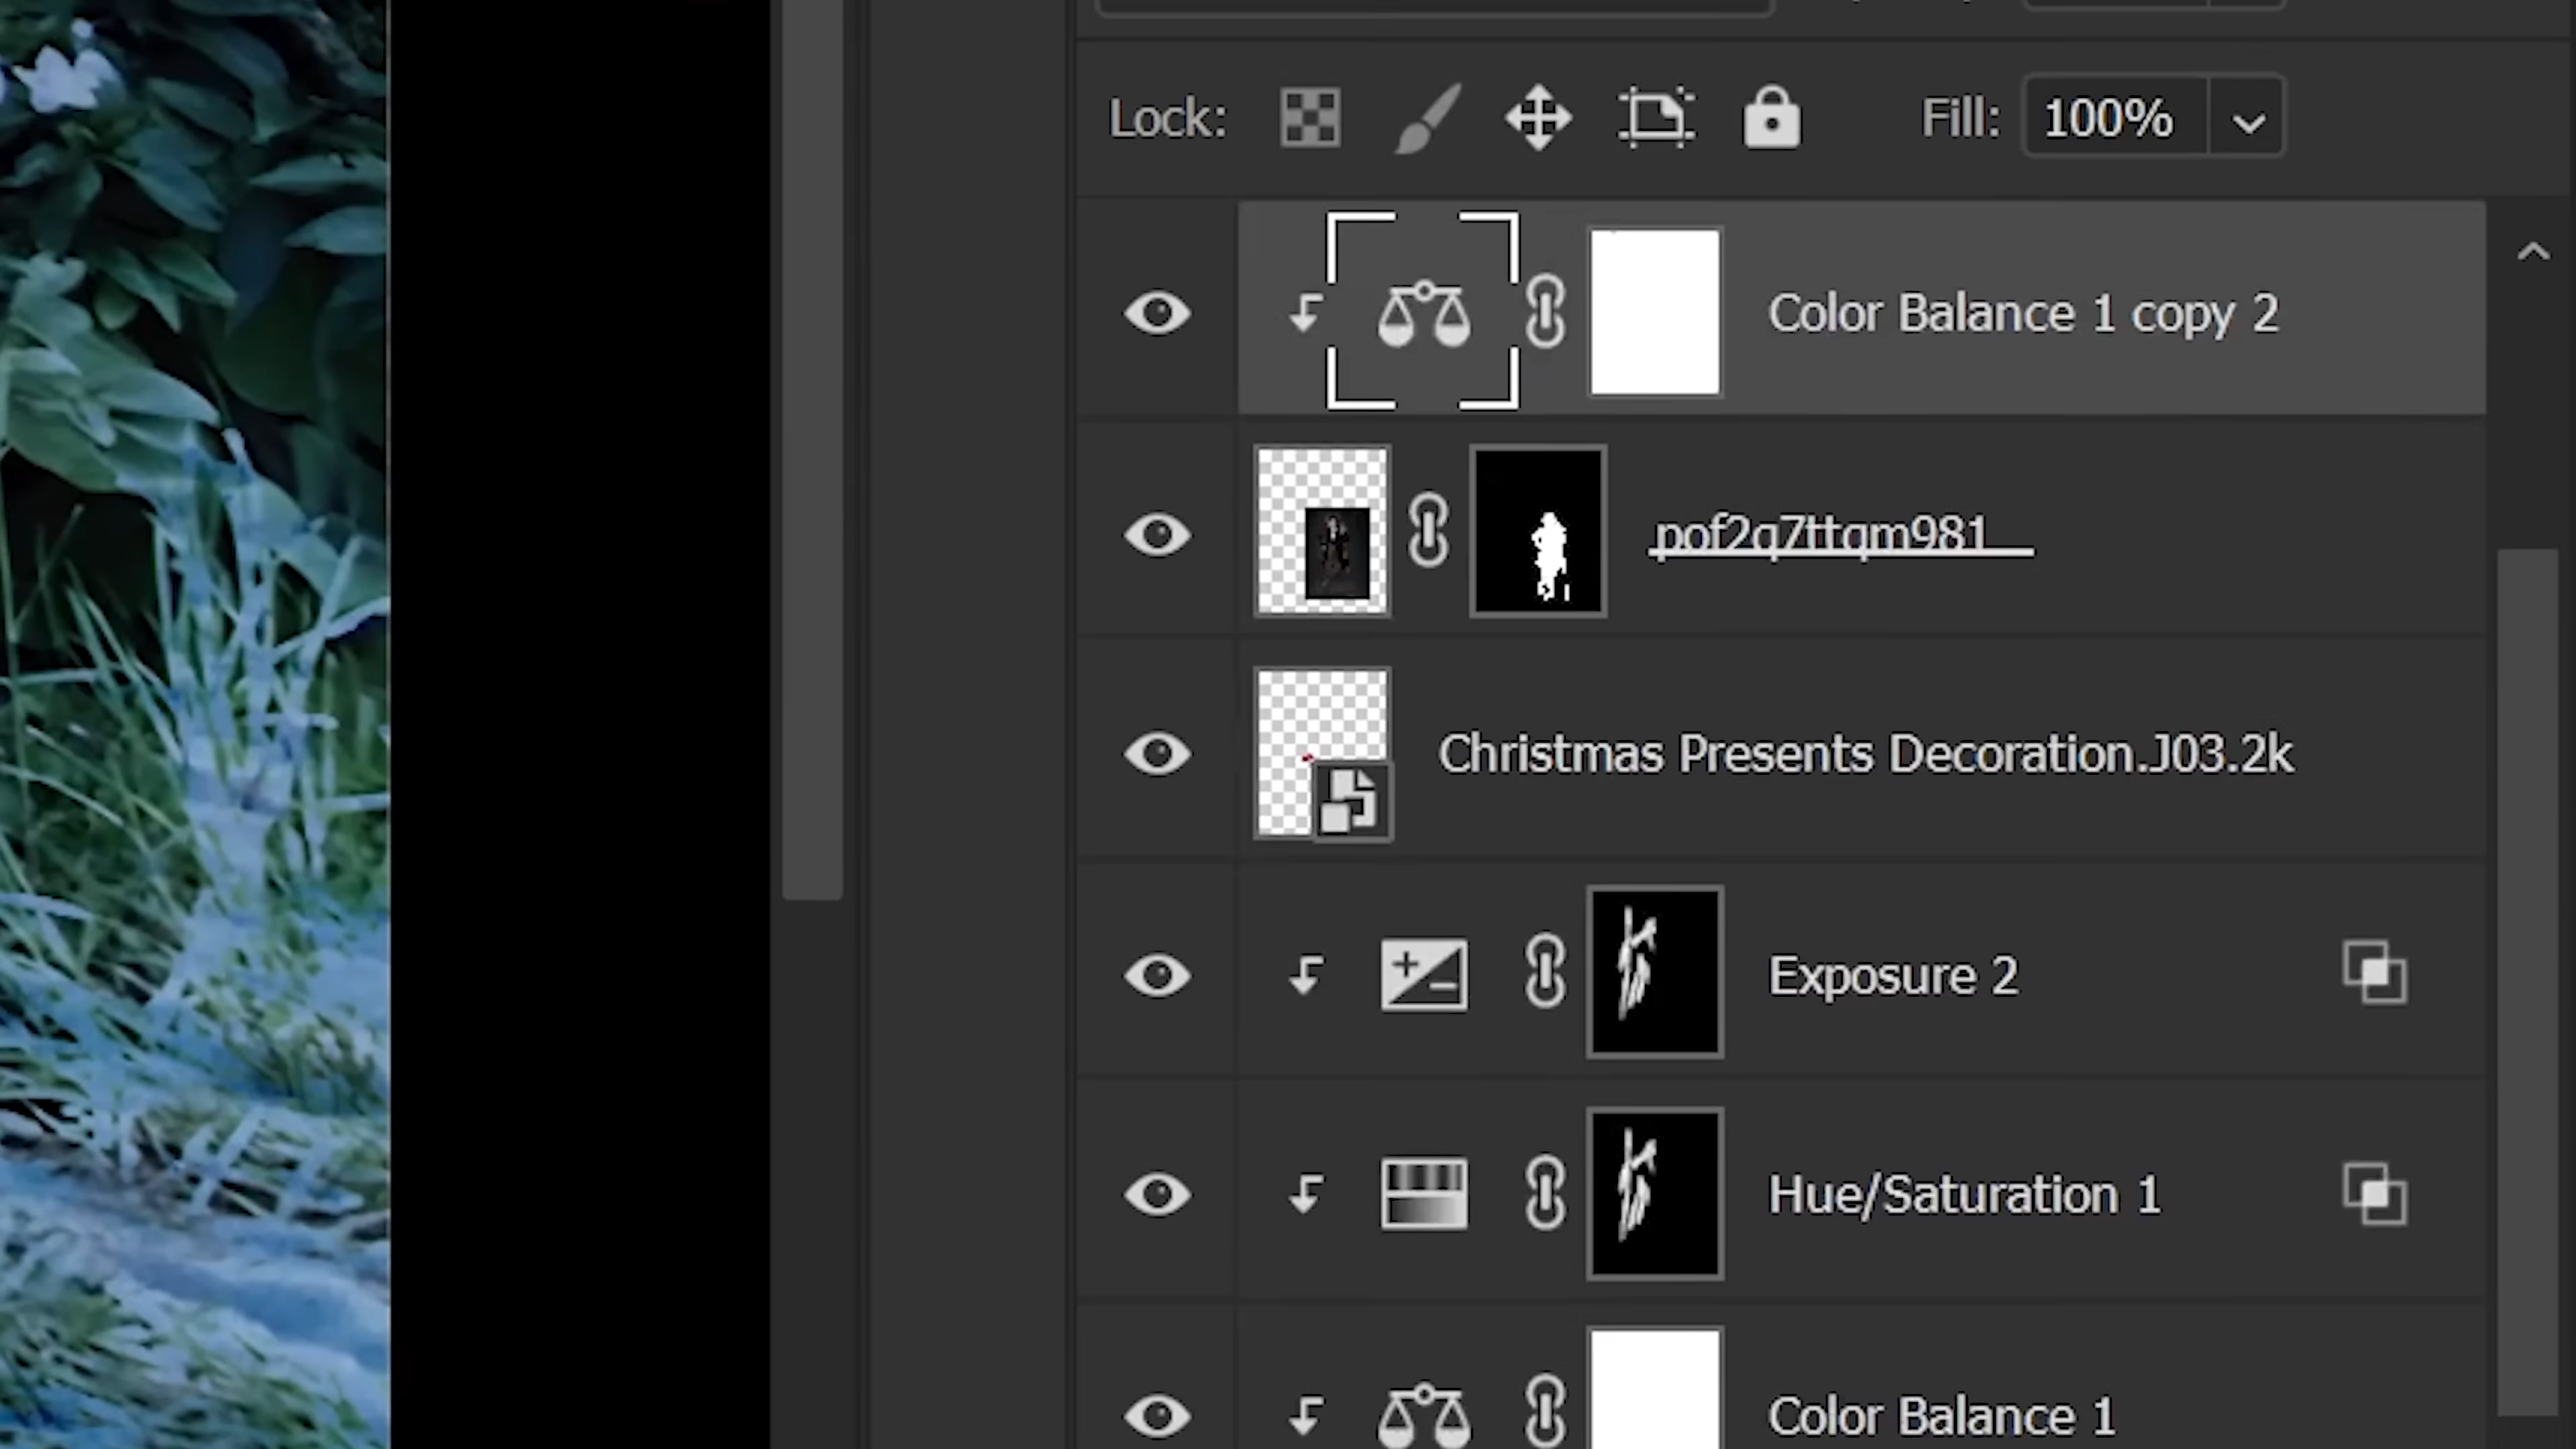 Lock: Fill: 100%
Color Balance 1 copy 2
pof2q7ttqm981
Christmas Presents Decoration.J03.2k
Exposure 2
Hue/Saturation 1
Color Balance 1